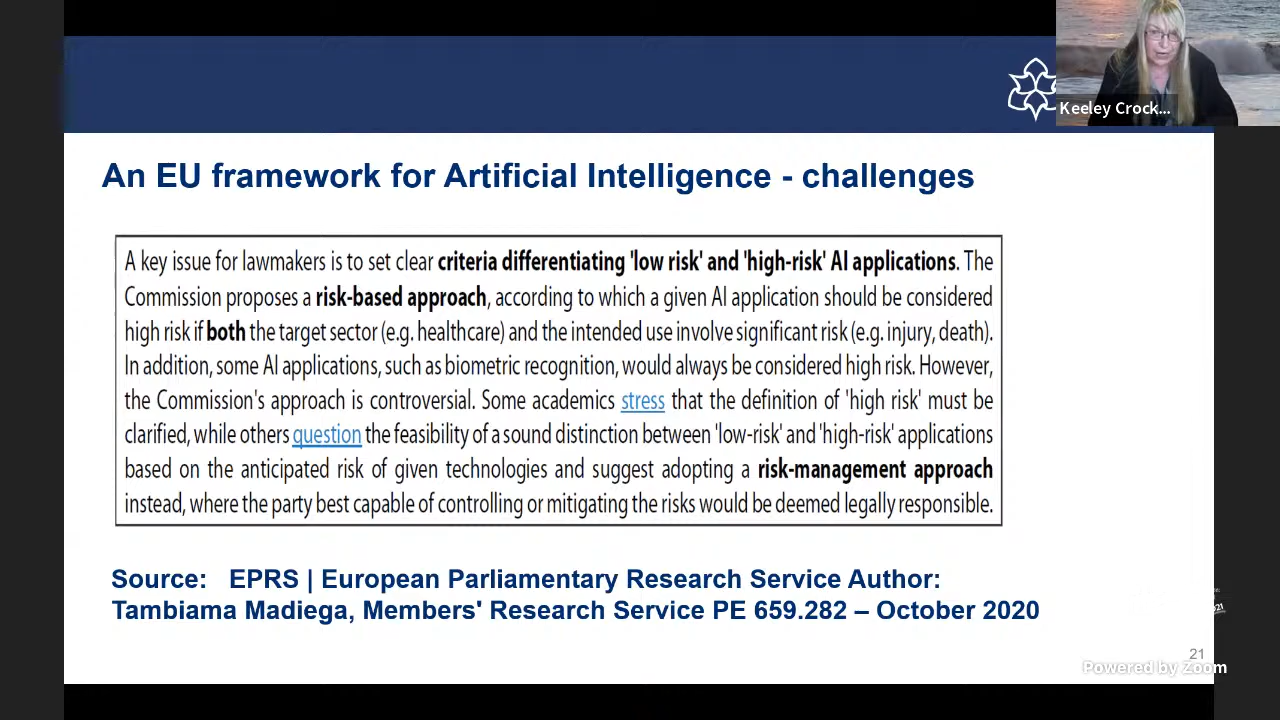 Keeley Crock...
An EU framework for Artificial Intelligence - challenges
A key issue for lawmakers is to set clear criteria differentiating 'low risk' and 'high-risk' AI applications. The
Commission proposes a risk-based approach, according to which a given AI application should be considered
high risk if both the target sector (e.g. healthcare) and the intended use involve significant risk (e.g. injury, death).
In addition, some AI applications, such as biometric recognition, would always be considered high risk. However,
the Commission's approach is controversial. Some academics stress that the definition of 'high risk' must be
clarified, while others question the feasibility of a sound distinction between 'low-risk' and 'high-risk' applications
based on the anticipated risk of given technologies and suggest adopting a risk-management approach
instead, where the party best capable of controlling or mitigating the risks would be deemed legally responsible.
Source: EPRS | European Parliamentary Research Service Author:
Tambiama Madiega, Members' Research Service PE 659.282 – October 2020
21
Powered by Zoom